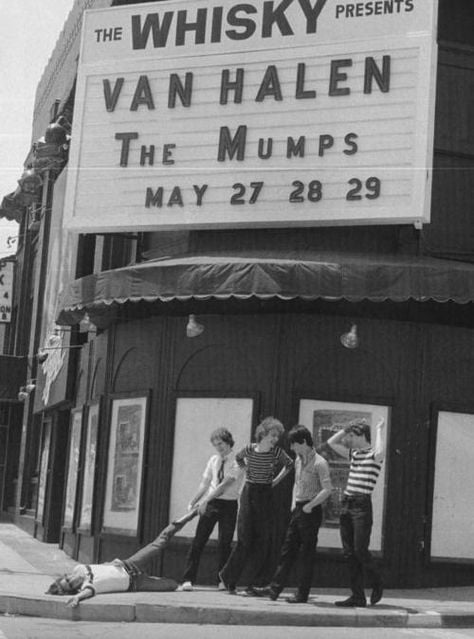 THE WHISKY PRESENTS
VAN HALEN
THE MUMPS
MAY 27 28 29